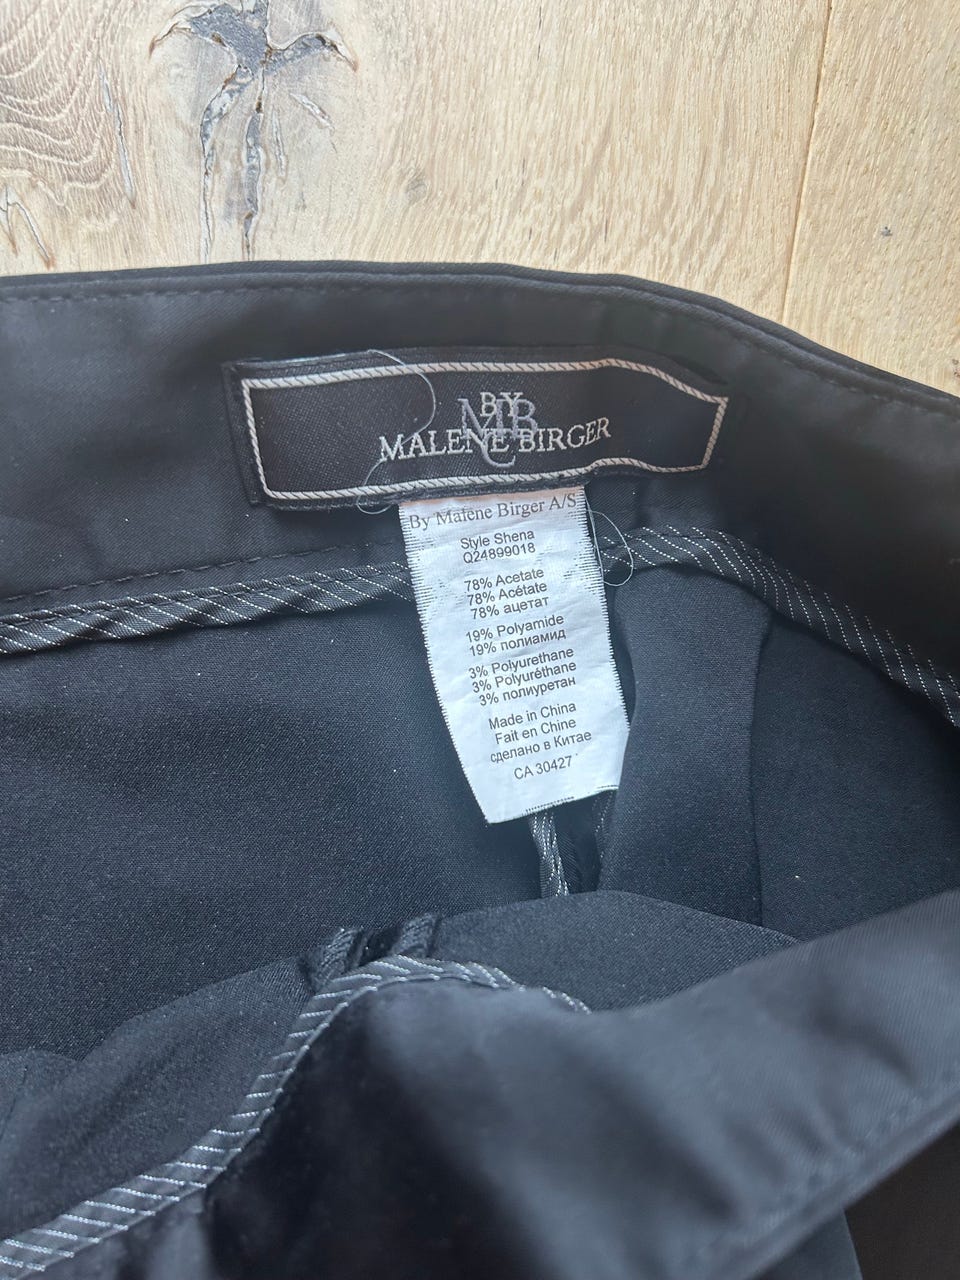 BY
MCB
MALENE BIRGER
By Malene Birger A/S
Style Shena
Q24899018
78% Acetate
78% Acétate
78% ацетат
19% Polyamide
19% полиамид
3% Polyurethane
3% Polyuréthane
3% полиуретан
Made in China
Fait en Chine
сделано в Китае
CA 30427